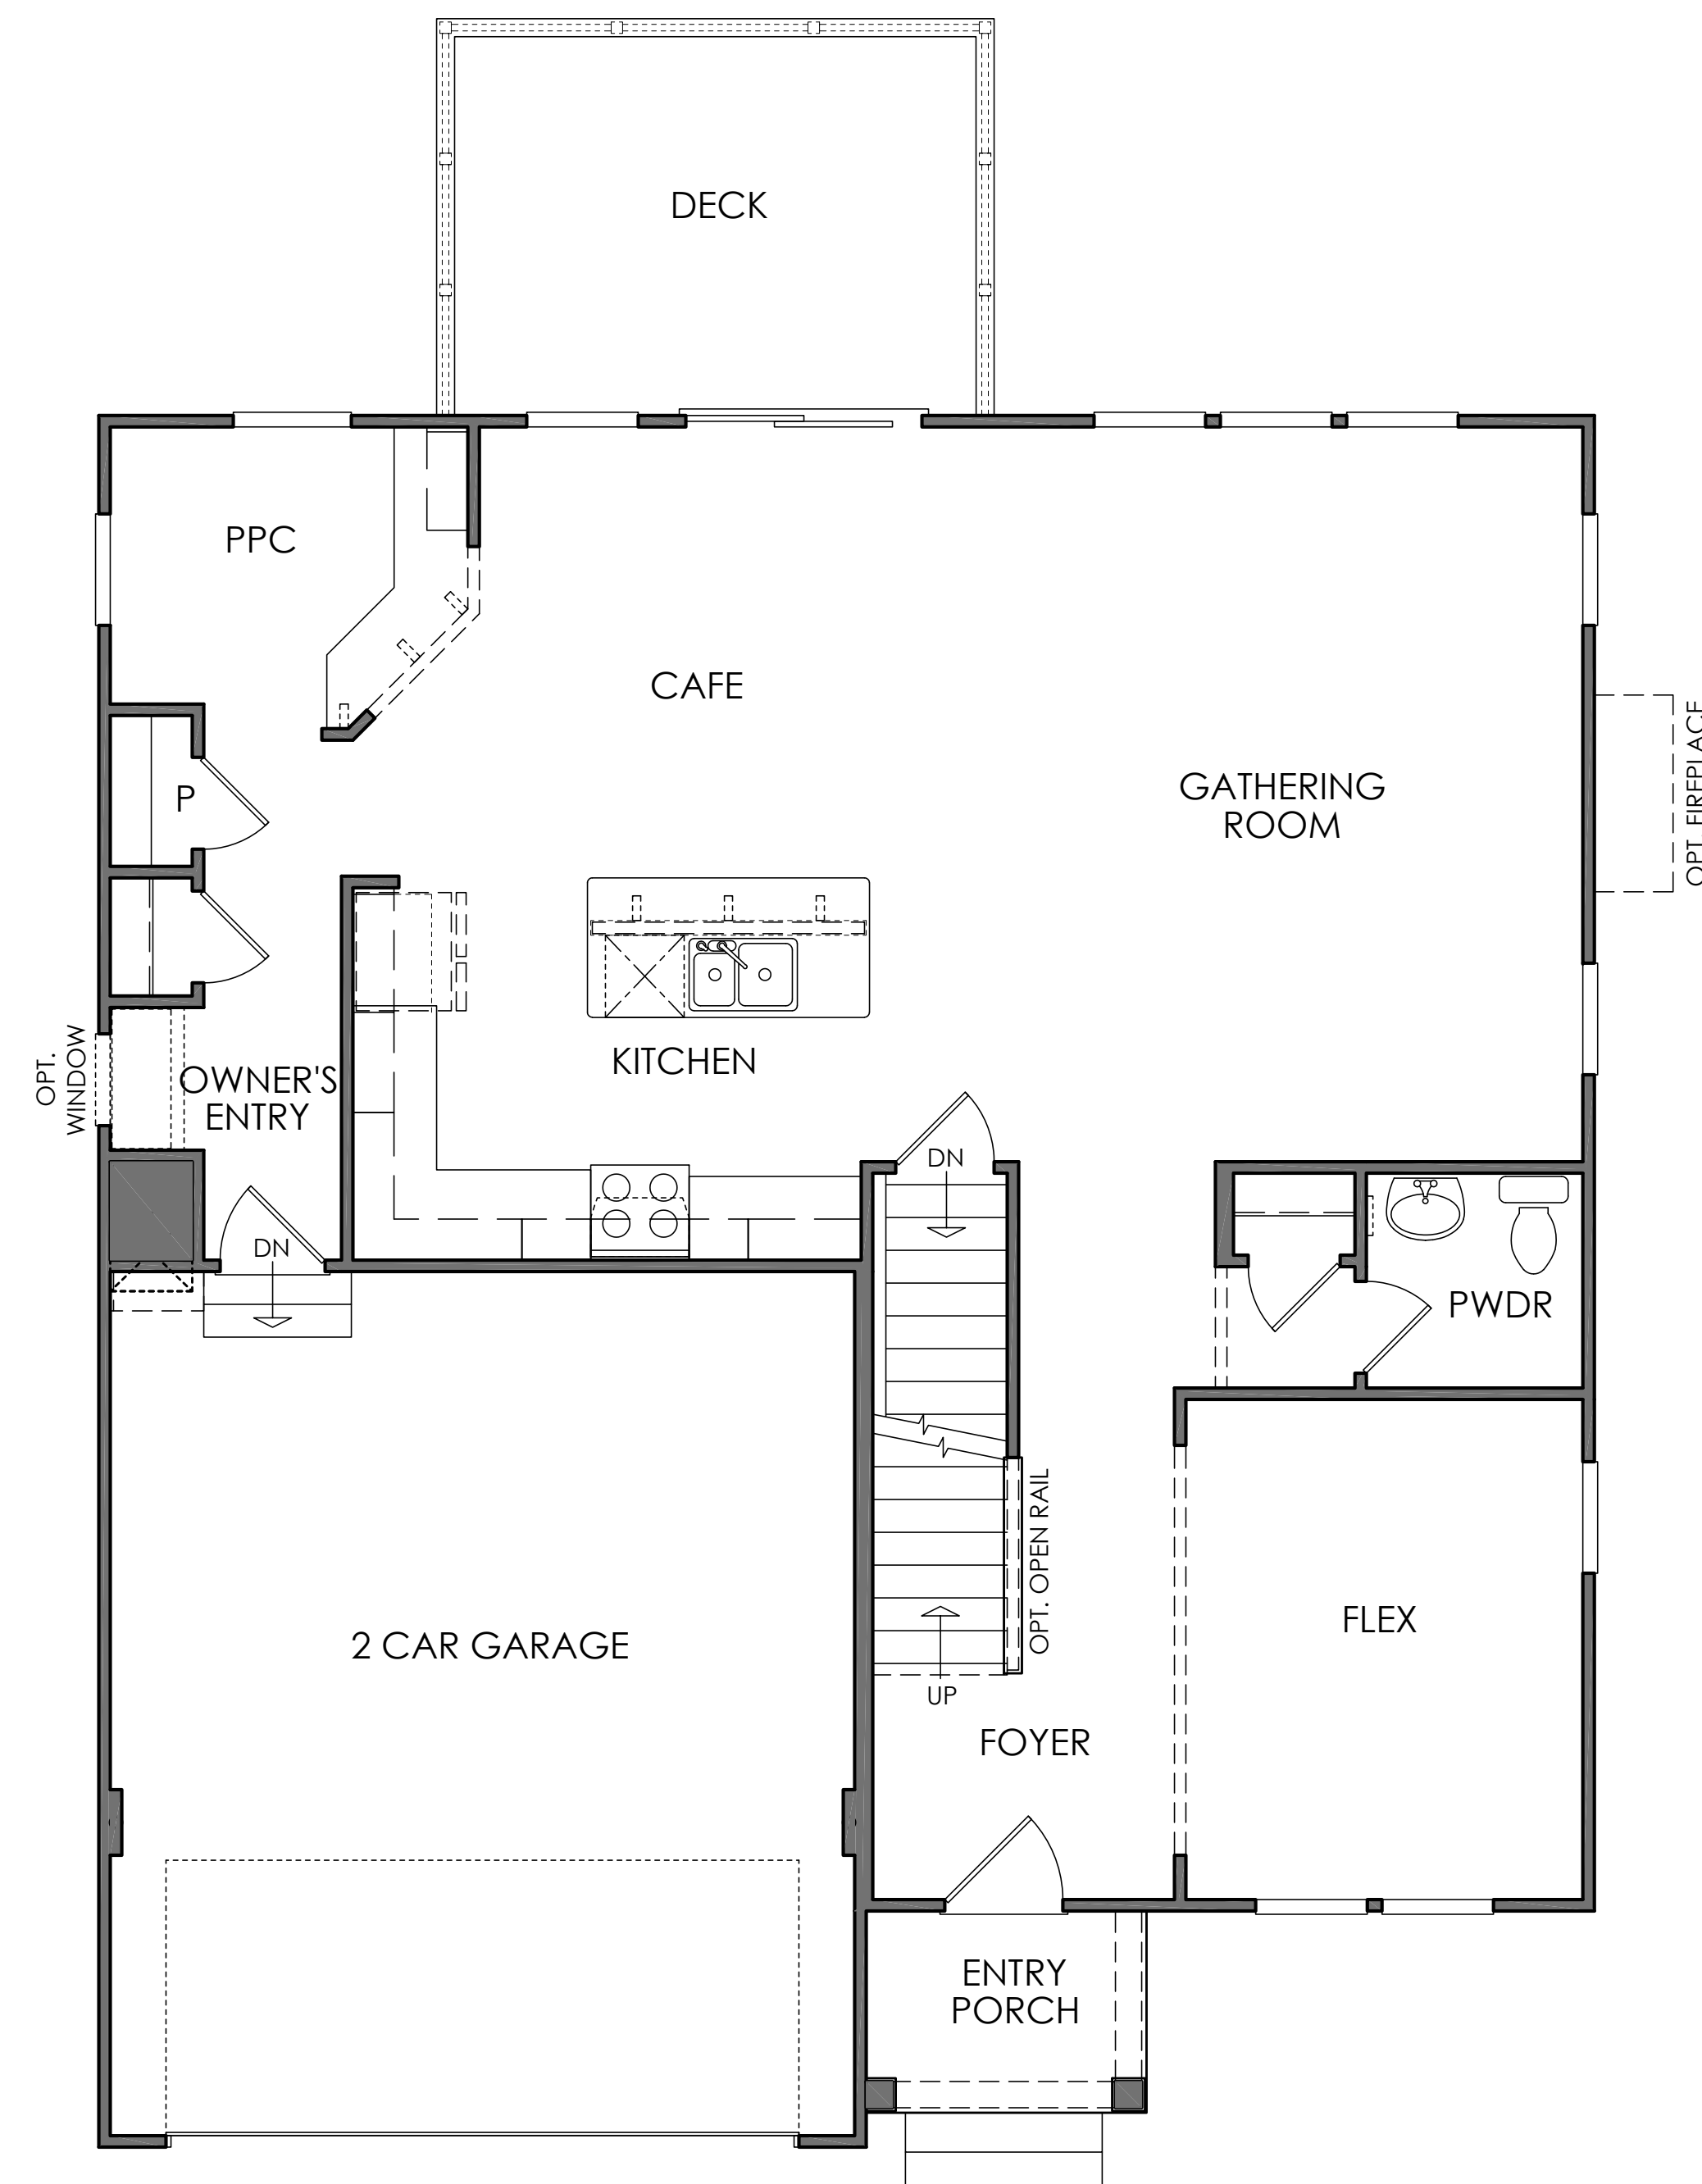 DECK
PPC
CAFE
P
GATHERING
ROOM
OPT. FIREPLACE
OPT.
WINDOW
OWNER'S
ENTRY
KITCHEN
DN
DN
PWDR
OPT. OPEN RAIL
2 CAR GARAGE
FLEX
UP
FOYER
ENTRY
PORCH